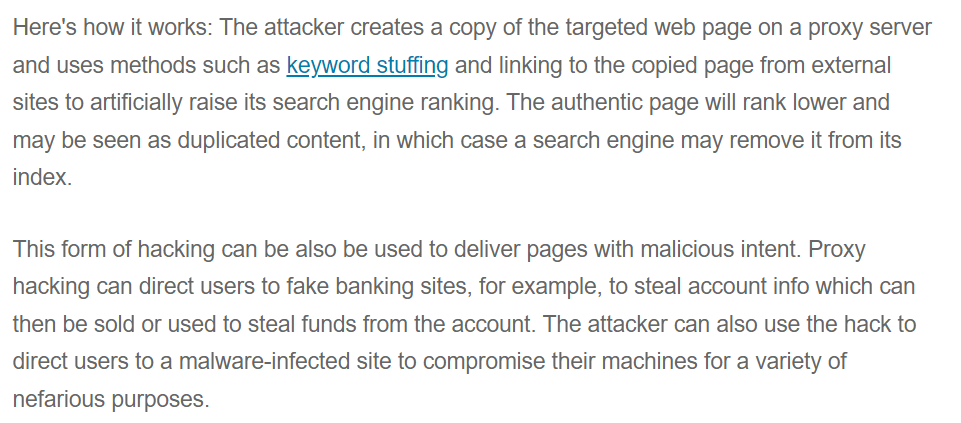 Here's how it works: The attacker creates a copy of the targeted web page on a proxy server
and uses methods such as keyword stuffing and linking to the copied page from external
sites to artificially raise its search engine ranking. The authentic page will rank lower and
may be seen as duplicated content, in which case a search engine may remove it from its
index.
This form of hacking can be also be used to deliver pages with malicious intent. Proxy
hacking can direct users to fake banking sites, for example, to steal account info which can
then be sold or used to steal funds from the account. The attacker can also use the hack to
direct users to a malware-infected site to compromise their machines for a variety of
nefarious purposes.